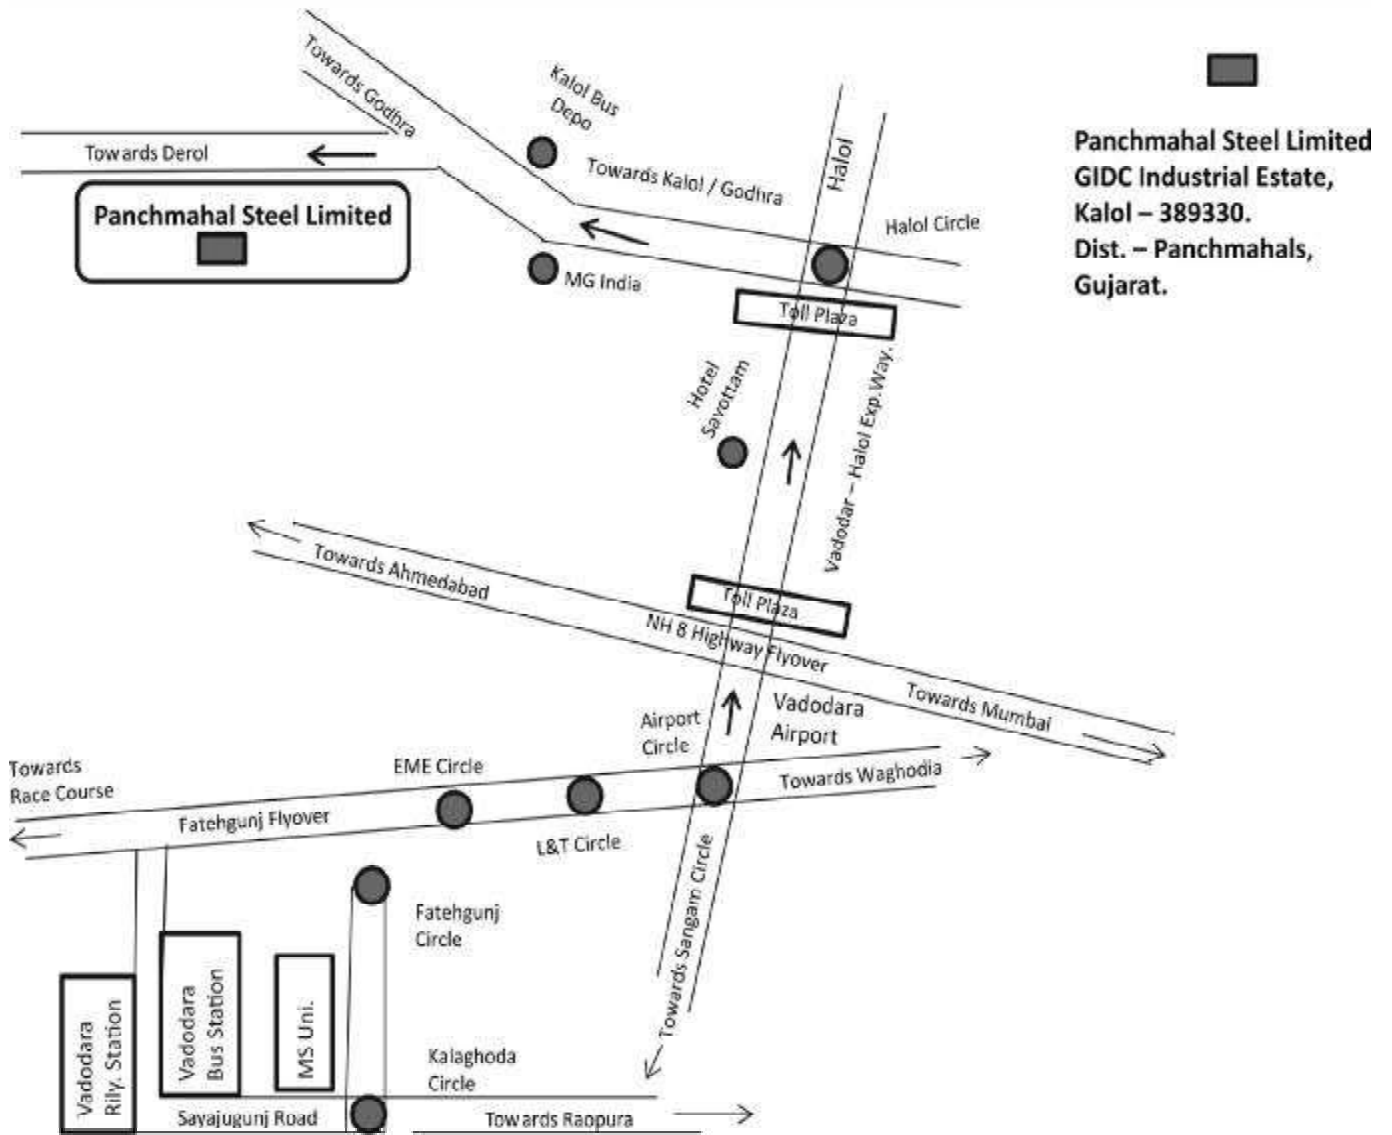 Towards Godhra
Kalol Bus
Depo
Towards Derol
Towards Kalol / Godhra
Halol
Halol Circle
Panchmahal Steel Limited
GIDC Industrial Estate,
Kalol – 389330.
Dist. – Panchmahals,
Gujarat.
Panchmahal Steel Limited
MG India
Toll Plaza
Hotel
Savottam
Vadodar – Halol Exp.Way.
Towards Ahmedabad
Toll Plaza
NH 8 Highway Flyover
Towards Mumbai
Airport
Circle
Vadodara
Airport
Towards
Race Course
EME Circle
Towards Waghodia
Fatehgunj Flyover
L&T Circle
Towards Sangam Circle
Fatehgunj
Circle
Vadodara
Rily. Station
Vadodara
Bus Station
MS Uni.
Kalaghoda
Circle
Sayajugunj Road
Towards Raopura